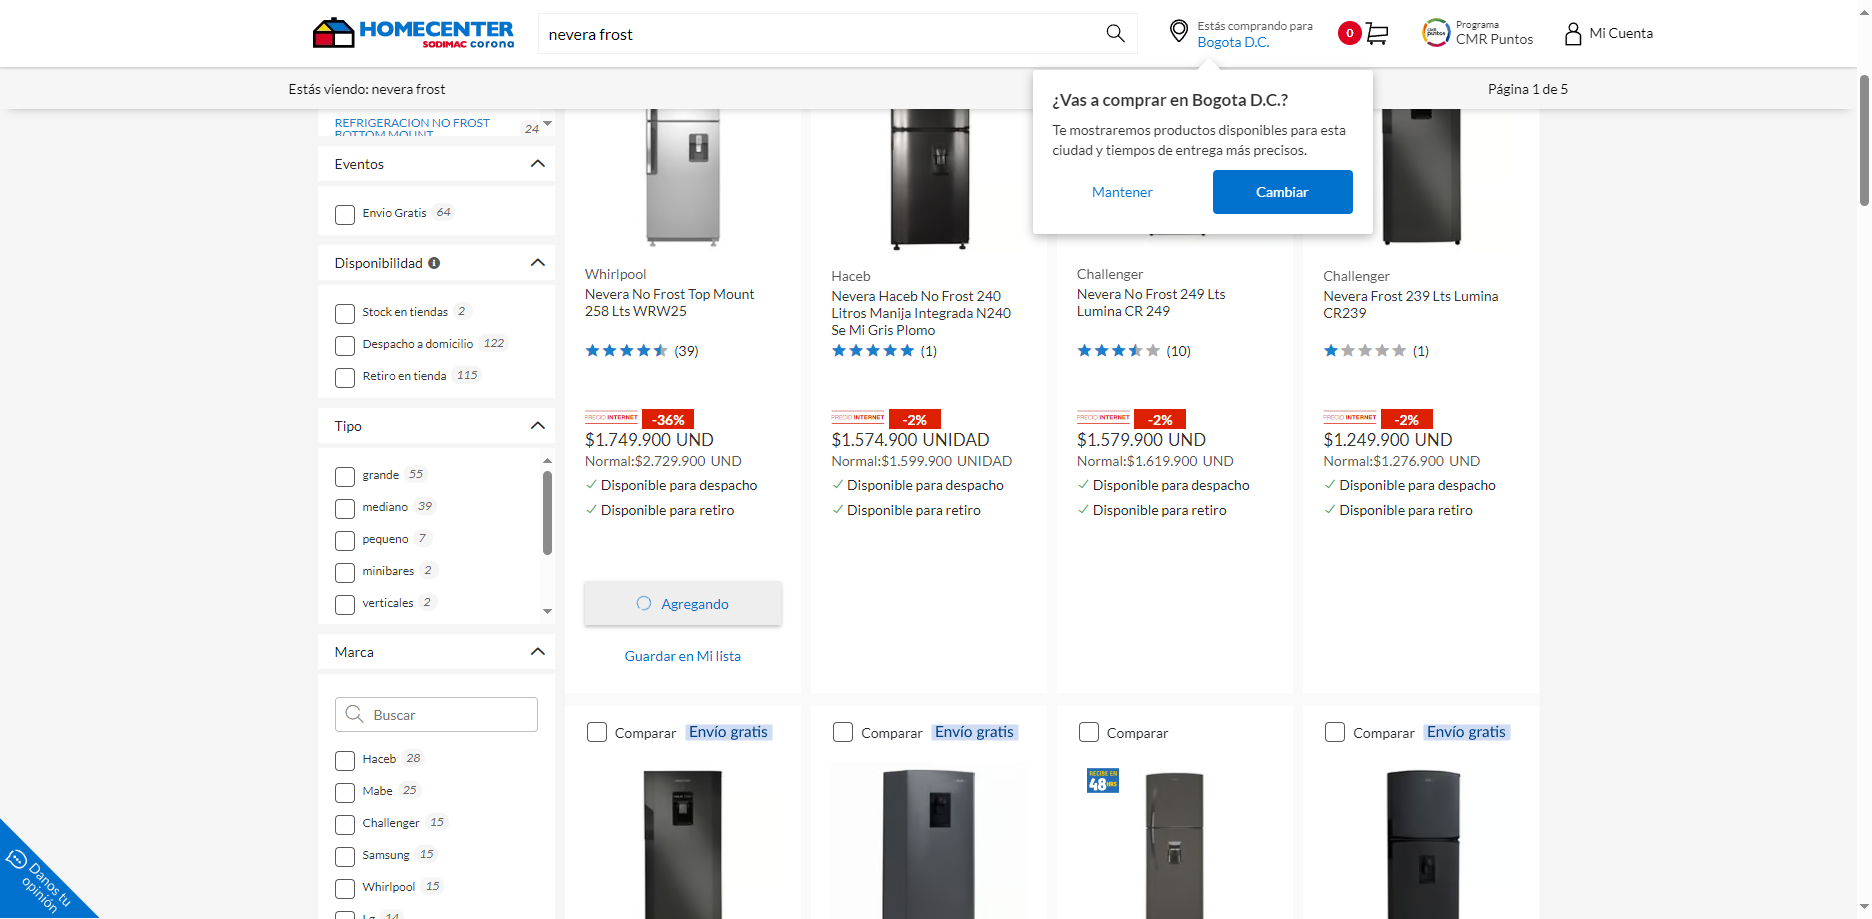 HOMECENTER
SODIMAC corona
nevera frost
Estás comprando para
Bogota D.C.
0
Programa
CMR Puntos
Mi Cuenta
Estás viendo: nevera frost
Página 1 de 5
¿Vas a comprar en Bogota D.C.?
Te mostraremos productos disponibles para esta
ciudad y tiempos de entrega más precisos.
Mantener
Cambiar
REFRIGERACION NO FROST
BOTTOM MOUNT
24
Eventos
Envio Gratis 64
Disponibilidad
Stock en tiendas 2
Despacho a domicilio 122
Retiro en tienda 115
Tipo
grande 55
mediano 39
pequeno 7
minibares 2
verticales 2
Marca
Buscar
Haceb 28
Mabe 25
Challenger 15
Samsung 15
Whirlpool 15
Lg 14
Whirlpool
Nevera No Frost Top Mount
258 Lts WRW25
(39)
PRECIO INTERNET -36%
$1.749.900 UND
Normal:$2.729.900 UND
Disponible para despacho
Disponible para retiro
Agregando
Guardar en Mi lista
Haceb
Nevera Haceb No Frost 240
Litros Manija Integrada N240
Se Mi Gris Plomo
(1)
PRECIO INTERNET -2%
$1.574.900 UNIDAD
Normal:$1.599.900 UNIDAD
Disponible para despacho
Disponible para retiro
Challenger
Nevera No Frost 249 Lts
Lumina CR 249
(10)
PRECIO INTERNET -2%
$1.579.900 UND
Normal:$1.619.900 UND
Disponible para despacho
Disponible para retiro
Challenger
Nevera Frost 239 Lts Lumina
CR239
(1)
PRECIO INTERNET -2%
$1.249.900 UND
Normal:$1.276.900 UND
Disponible para despacho
Disponible para retiro
Comparar Envío gratis
Comparar Envío gratis
Comparar
RECIBE EN
48 HRS
Comparar Envío gratis
Danos tu
opinión